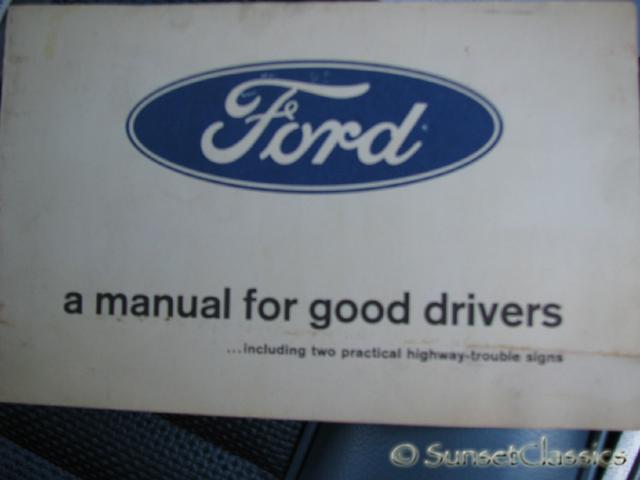 Ford
a manual for good drivers
...including two practical highway-trouble signs
© SunsetClassics